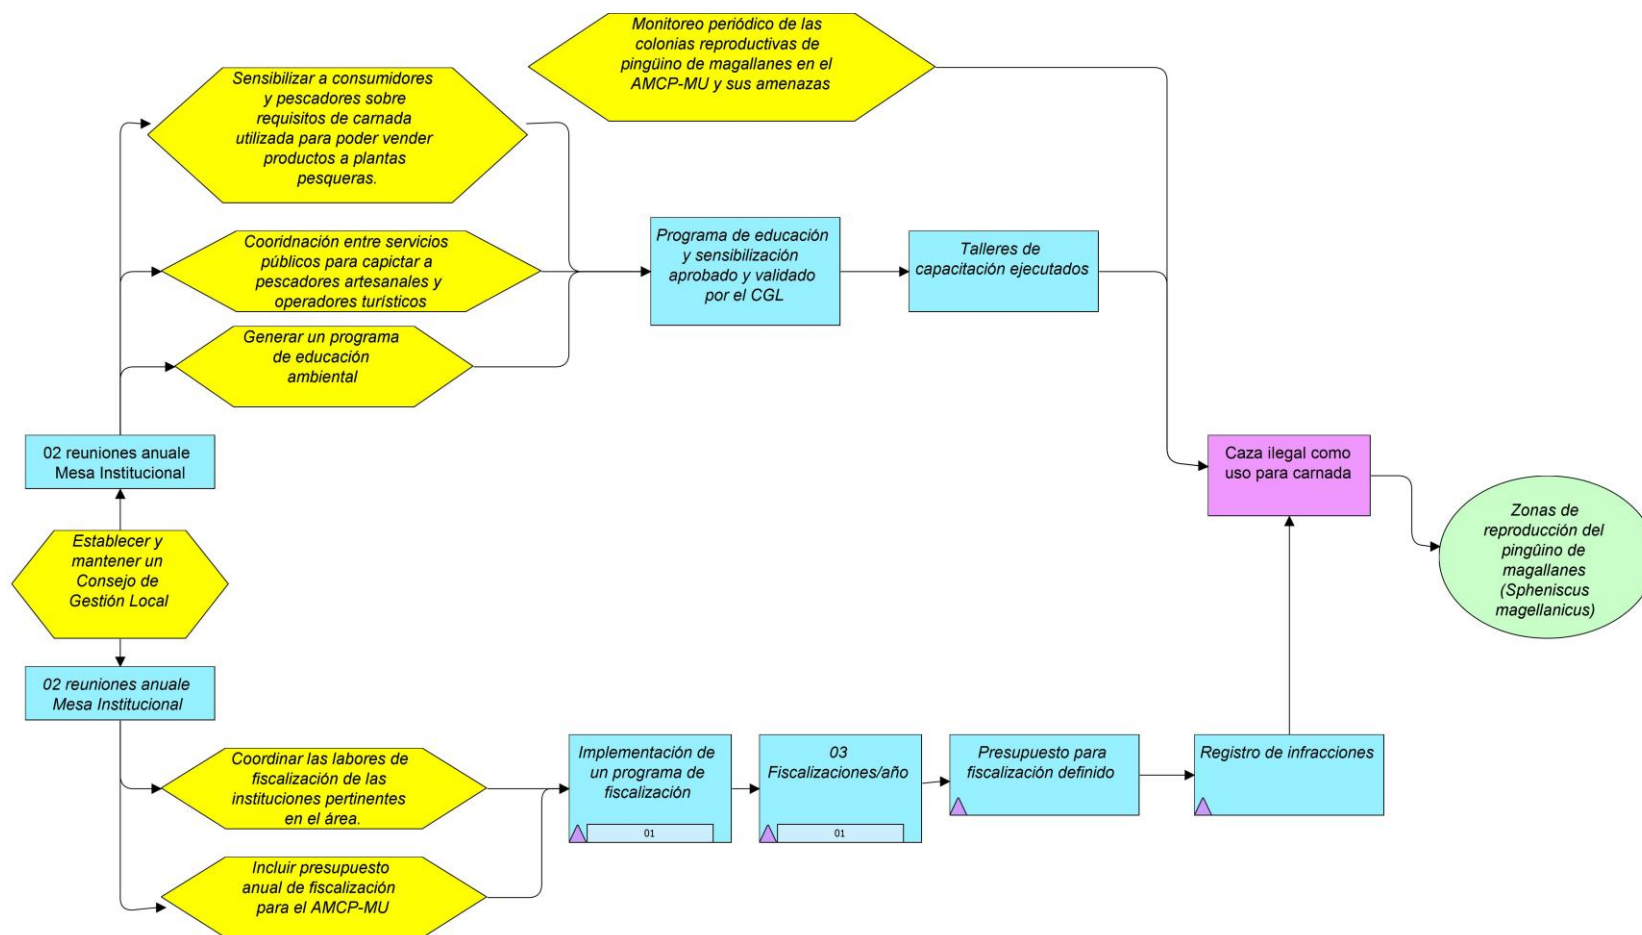 Monitoreo periódico de las
colonias reproductivas de
pingüino de magallanes en el
AMCP-MU y sus amenazas
Sensibilizar a consumidores
y pescadores sobre
requisitos de carnada
utilizada para poder vender
productos a plantas
pesqueras.
Cooridnación entre servicios
públicos para capictar a
pescadores artesanales y
operadores turísticos
Generar un programa
de educación
ambiental
Programa de educación
y sensibilización
aprobado y validado
por el CGL
Talleres de
capacitación ejecutados
02 reuniones anuale
Mesa Institucional
Establecer y
mantener un
Consejo de
Gestión Local
02 reuniones anuale
Mesa Institucional
Caza ilegal como
uso para carnada
Zonas de
reproducción del
pingûino de
magallanes
(Spheniscus
magellanicus)
Coordinar las labores de
fiscalización de las
instituciones pertinentes
en el área.
Incluir presupuesto
anual de fiscalización
para el AMCP-MU
Implementación de
un programa de
fiscalización
01
03
Fiscalizaciones/año
01
Presupuesto para
fiscalización definido
Registro de infracciones